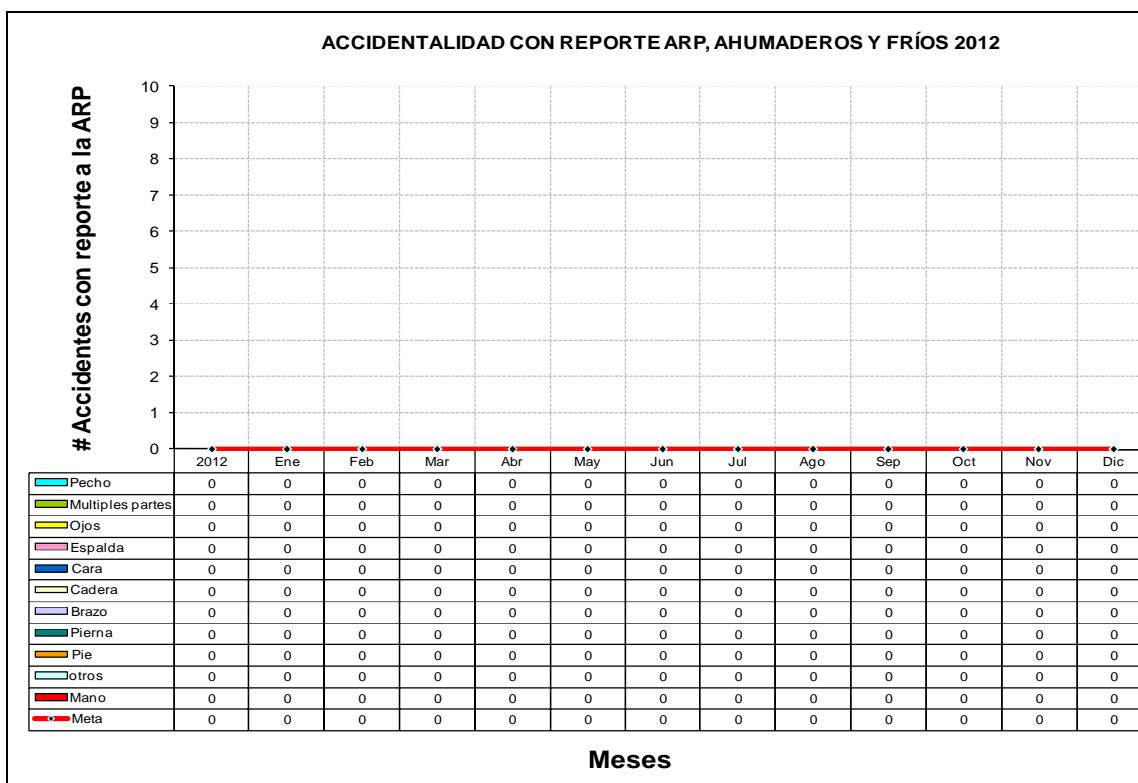 ACCIDENTALIDAD CON REPORTE ARP, AHUMADEROS Y FRÍOS 2012
# Accidentes con reporte a la ARP
10
9
8
7
6
5
4
3
2
1
0
2012 Ene Feb Mar Abr May Jun Jul Ago Sep Oct Nov Dic
Pecho 0 0 0 0 0 0 0 0 0 0 0 0 0
Multiples partes 0 0 0 0 0 0 0 0 0 0 0 0 0
Ojos 0 0 0 0 0 0 0 0 0 0 0 0 0
Espalda 0 0 0 0 0 0 0 0 0 0 0 0 0
Cara 0 0 0 0 0 0 0 0 0 0 0 0 0
Cadera 0 0 0 0 0 0 0 0 0 0 0 0 0
Brazo 0 0 0 0 0 0 0 0 0 0 0 0 0
Pierna 0 0 0 0 0 0 0 0 0 0 0 0 0
Pie 0 0 0 0 0 0 0 0 0 0 0 0 0
otros 0 0 0 0 0 0 0 0 0 0 0 0 0
Mano 0 0 0 0 0 0 0 0 0 0 0 0 0
Meta 0 0 0 0 0 0 0 0 0 0 0 0 0
Meses